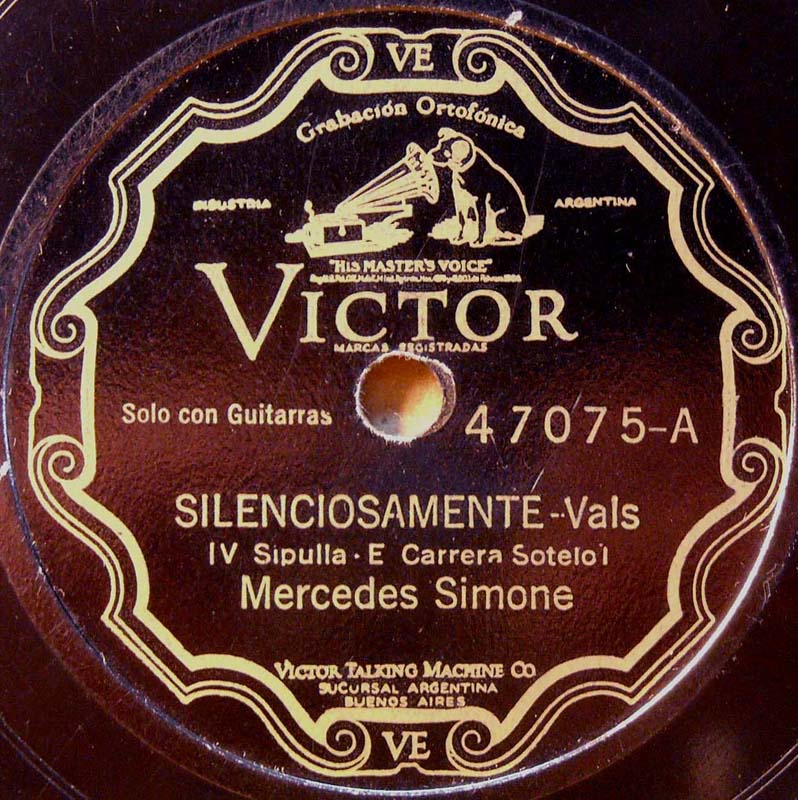 VE
Grabación Ortofónica
INDUSTRIA ARGENTINA
"HIS MASTER'S VOICE"
VICTOR
MARCAS REGISTRADAS
Solo con Guitarras 47075-A
SILENCIOSAMENTE-Vals
(V Sipulla · E Carrera Sotelo)
Mercedes Simone
VICTOR TALKING MACHINE CO.
SUCURSAL ARGENTINA
BUENOS AIRES
VE